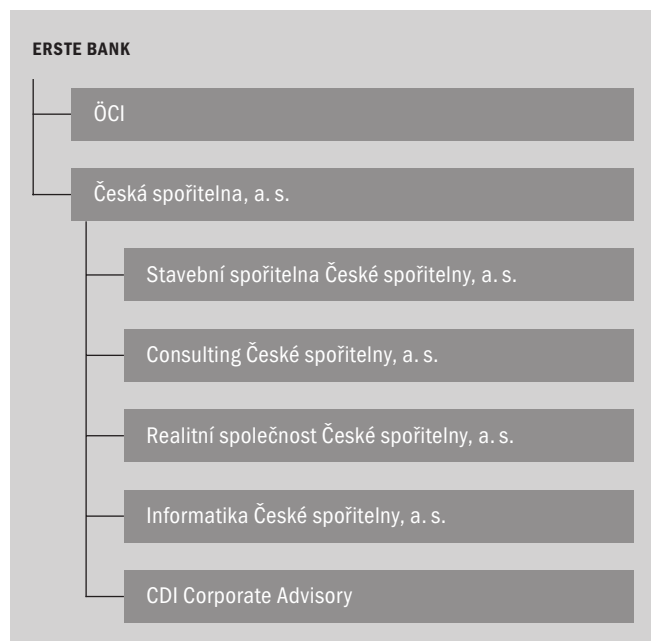 ERSTE BANK
ÖCI
Česká spořitelna, a. s.
Stavební spořitelna České spořitelny, a. s.
Consulting České spořitelny, a. s.
Realitní společnost České spořitelny, a. s.
Informatika České spořitelny, a. s.
CDI Corporate Advisory